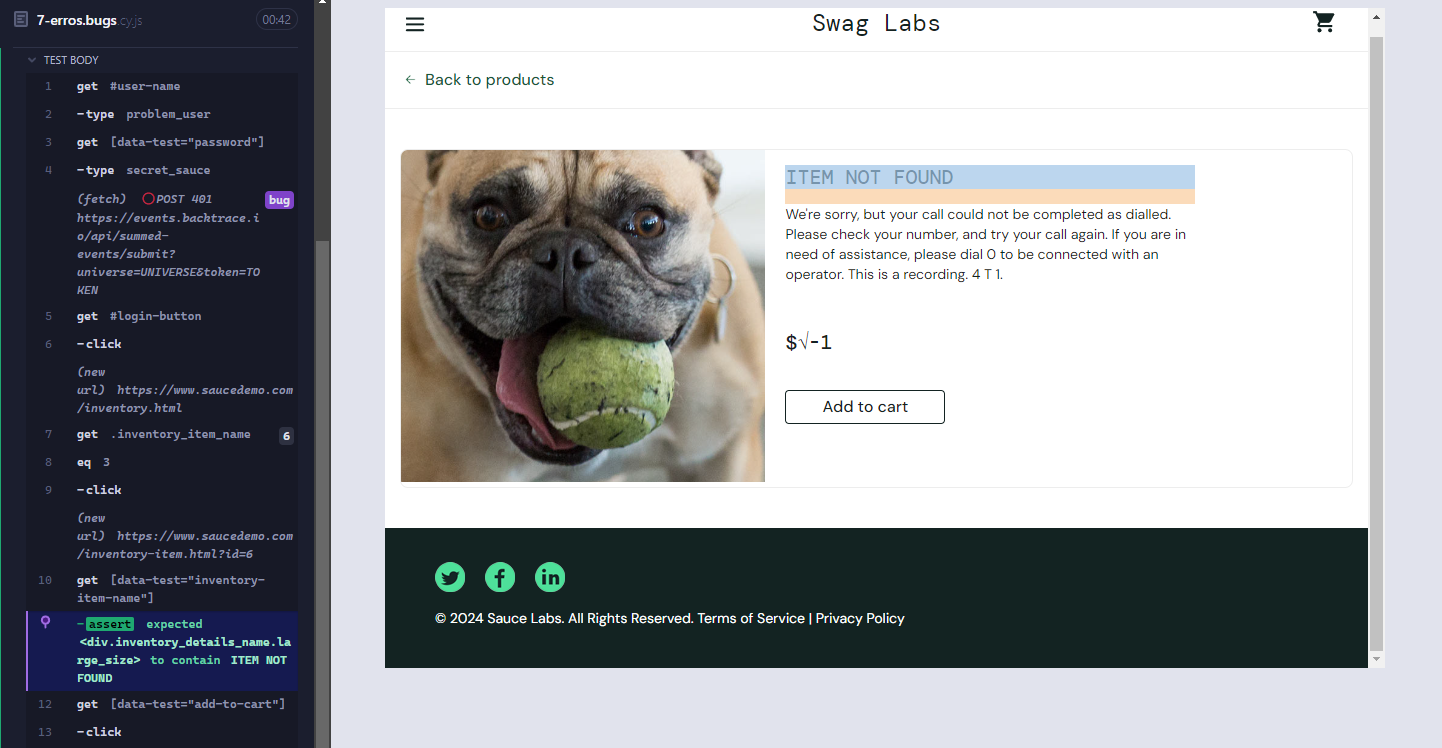 7-erros.bugs.cy.js 00:42
TEST BODY
1 get #user-name
2 -type problem_user
3 get [data-test="password"]
4 -type secret_sauce
(fetch) POST 401 bug
https://events.backtrace.i
o/api/summed-
events/submit?
universe=UNIVERSE&token=TO
KEN
5 get #login-button
6 -click
(new
url) https://www.saucedemo.com
/inventory.html
7 get .inventory_item_name 6
8 eq 3
9 -click
(new
url) https://www.saucedemo.com
/inventory-item.html?id=6
10 get [data-test="inventory-
item-name"]
-assert expected
<div.inventory_details_name.la
rge_size> to contain ITEM NOT
FOUND
12 get [data-test="add-to-cart"]
13 -click
Swag Labs
← Back to products
ITEM NOT FOUND
We're sorry, but your call could not be completed as dialled.
Please check your number, and try your call again. If you are in
need of assistance, please dial 0 to be connected with an
operator. This is a recording. 4 T 1.
$√-1
Add to cart
© 2024 Sauce Labs. All Rights Reserved. Terms of Service | Privacy Policy